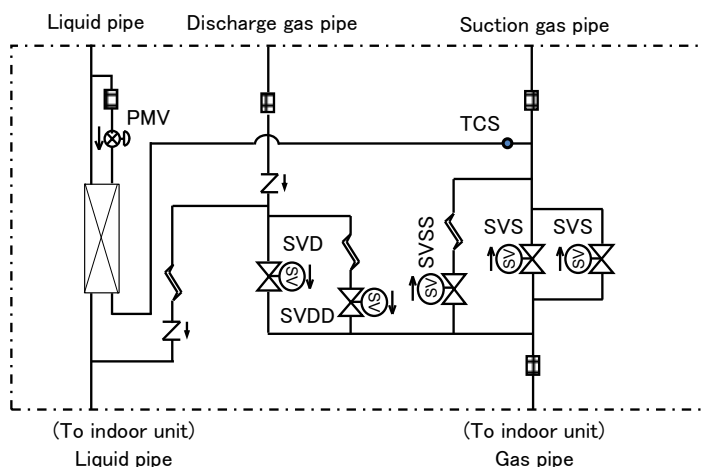 Liquid pipe
Discharge gas pipe
Suction gas pipe
PMV
TCS
SVD
SV
SVDD
SV
SVSS
SV
SVS
SV
SVS
SV
(To indoor unit)
Liquid pipe
(To indoor unit)
Gas pipe